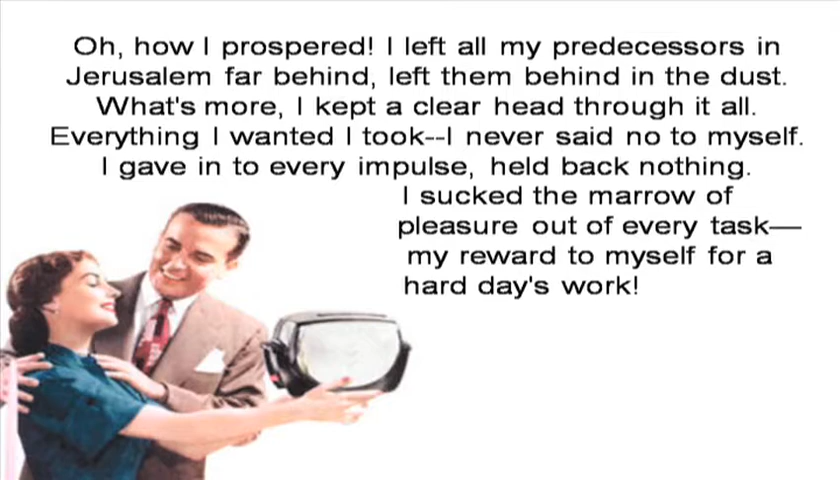 Oh, how I prospered! I left all my predecessors in
Jerusalem far behind, left them behind in the dust.
What's more, I kept a clear head through it all.
Everything I wanted I took--I never said no to myself.
I gave in to every impulse, held back nothing.
I sucked the marrow of
pleasure out of every task—
my reward to myself for a
hard day's work!